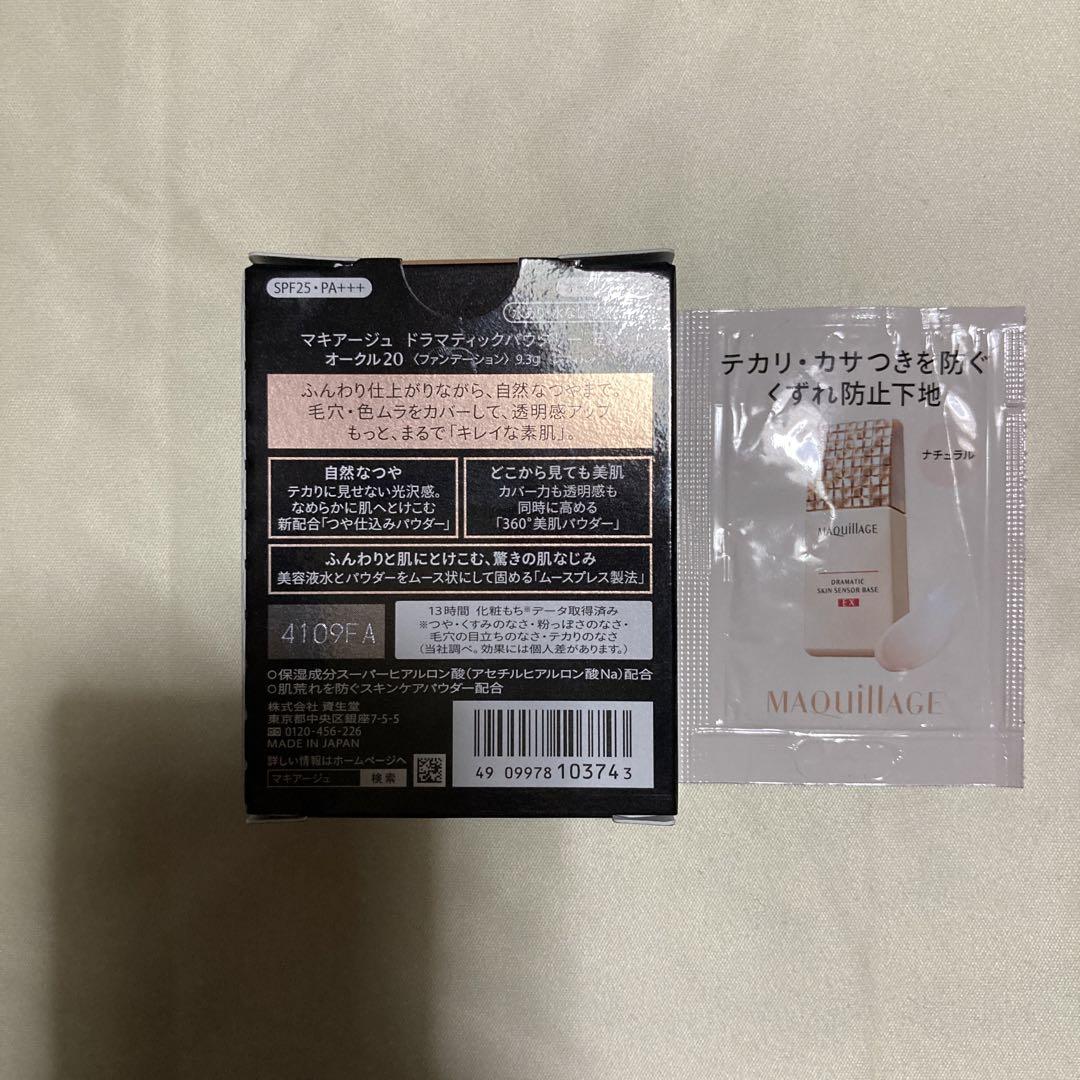 SPF25・PA+++
マキアージュ ドラマティックパウダー EX
オークル20 〈ファンデーション〉 9.3g
ふんわり仕上がりながら、自然なつやまで。
毛穴・色ムラをカバーして、透明感アップ
もっと、まるで「キレイな素肌」。
自然なつや
テカリに見せない光沢感。
なめらかに肌へとけこむ
新配合「つや仕込みパウダー」
どこから見ても美肌
カバー力も透明感も
同時に高める
「360°美肌パウダー」
ふんわりと肌にとけこむ、驚きの肌なじみ
美容液水とパウダーをムース状にして固める「ムースプレス製法」
4109FA
13時間 化粧もち※データ取得済み
※つや・くすみのなさ・粉っぽさのなさ・
毛穴の目立ちのなさ・テカリのなさ
(当社調べ。効果には個人差があります。)
○保湿成分スーパーヒアルロン酸(アセチルヒアルロン酸Na)配合
○肌荒れを防ぐスキンケアパウダー配合
株式会社 資生堂
東京都中央区銀座7-5-5
0120-456-226
MADE IN JAPAN
詳しい情報はホームページへ
マキアージュ 検索
49 09978 10374 3
テカリ・カサつきを防ぐ
くずれ防止下地
ナチュラル
MAQuillAGE
DRAMATIC
SKIN SENSOR BASE
EX
MAQuillAGE